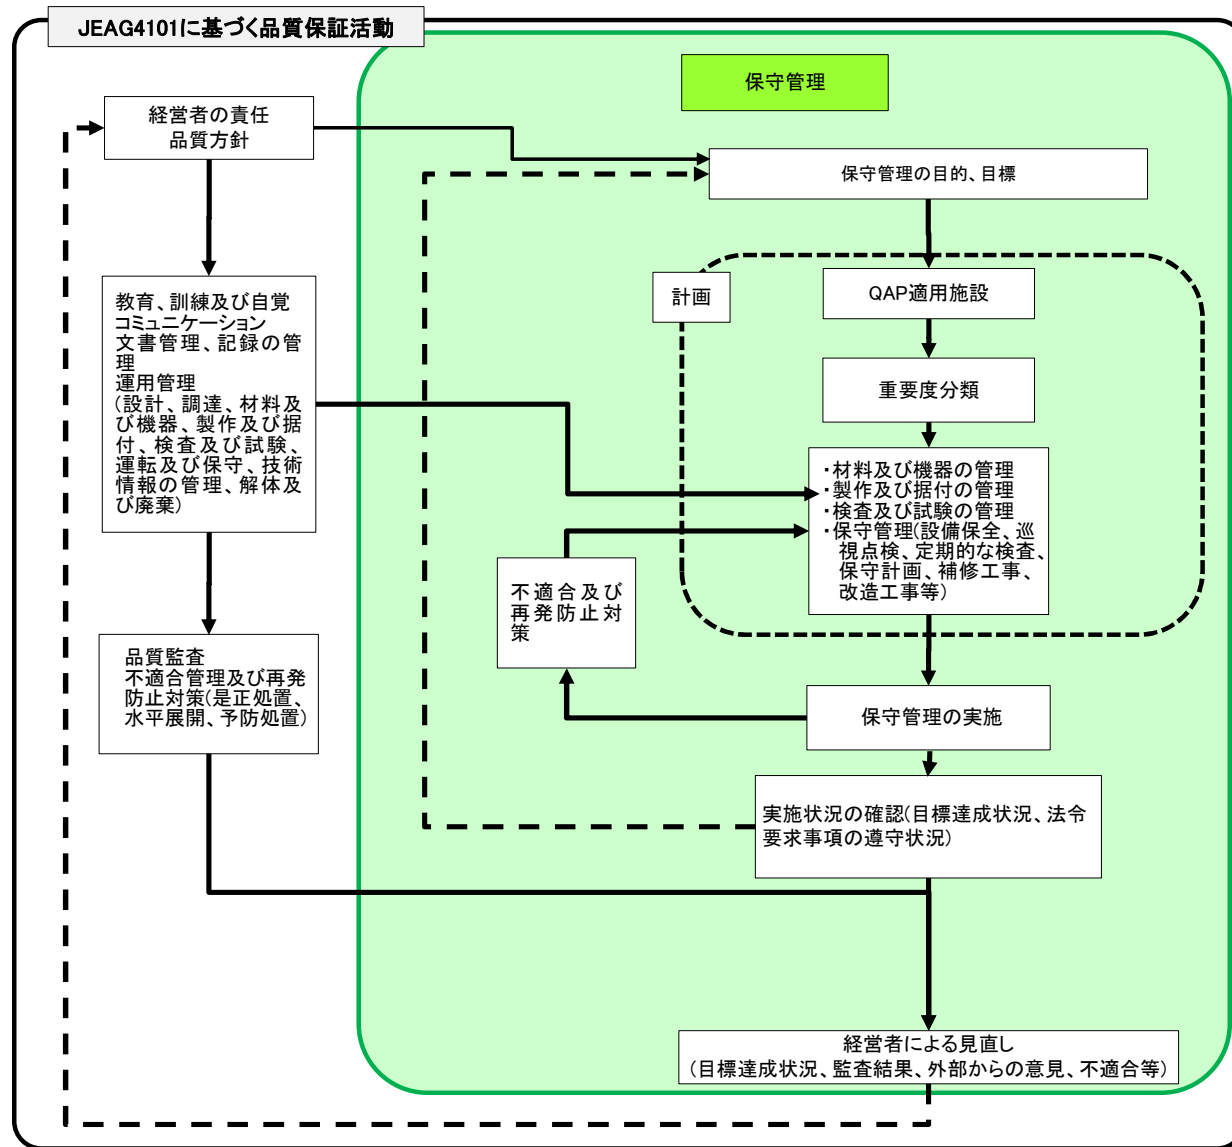 JEAG4101に基づく品質保証活動
保守管理
経営者の責任
品質方針
保守管理の目的、目標
計画
QAP適用施設
重要度分類
教育、訓練及び自覚
コミュニケーション
文書管理、記録の管
理
運用管理
(設計、調達、材料及
び機器、製作及び据
付、検査及び試験、
運転及び保守、技術
情報の管理、解体及
び廃棄)
・材料及び機器の管理
・製作及び据付の管理
・検査及び試験の管理
・保守管理(設備保全、巡
視点検、定期的な検査、
保守計画、補修工事、
改造工事等)
不適合及び
再発防止対
策
品質監査
不適合管理及び再発
防止対策(是正処置、
水平展開、予防処置)
保守管理の実施
実施状況の確認(目標達成状況、法令
要求事項の遵守状況)
経営者による見直し
(目標達成状況、監査結果、外部からの意見、不適合等)